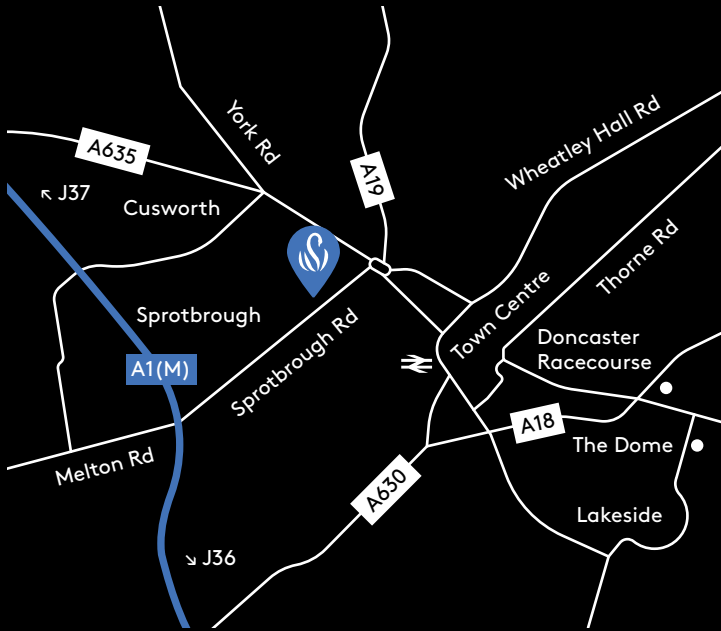 York Rd
A635
A19
Wheatley Hall Rd
J37
Cusworth
Thorne Rd
Sprotbrough
Town Centre
Sprotbrough Rd
Doncaster
Racecourse
A1(M)
A18
The Dome
Melton Rd
A630
Lakeside
J36